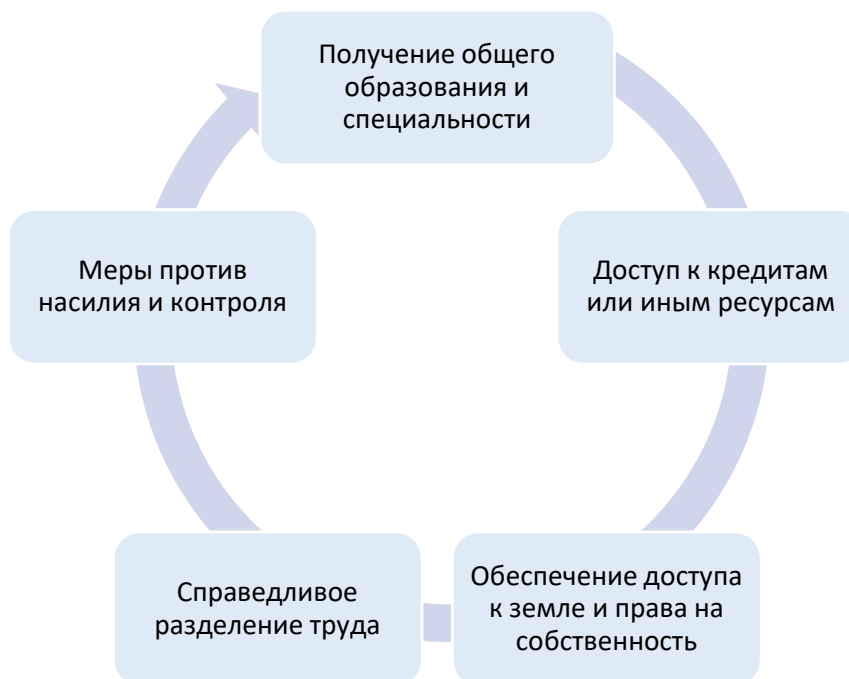 Получение общего
образования и
специальности
Доступ к кредитам
или иным ресурсам
Обеспечение доступа
к земле и права на
собственность
Справедливое
разделение труда
Меры против
насилия и контроля